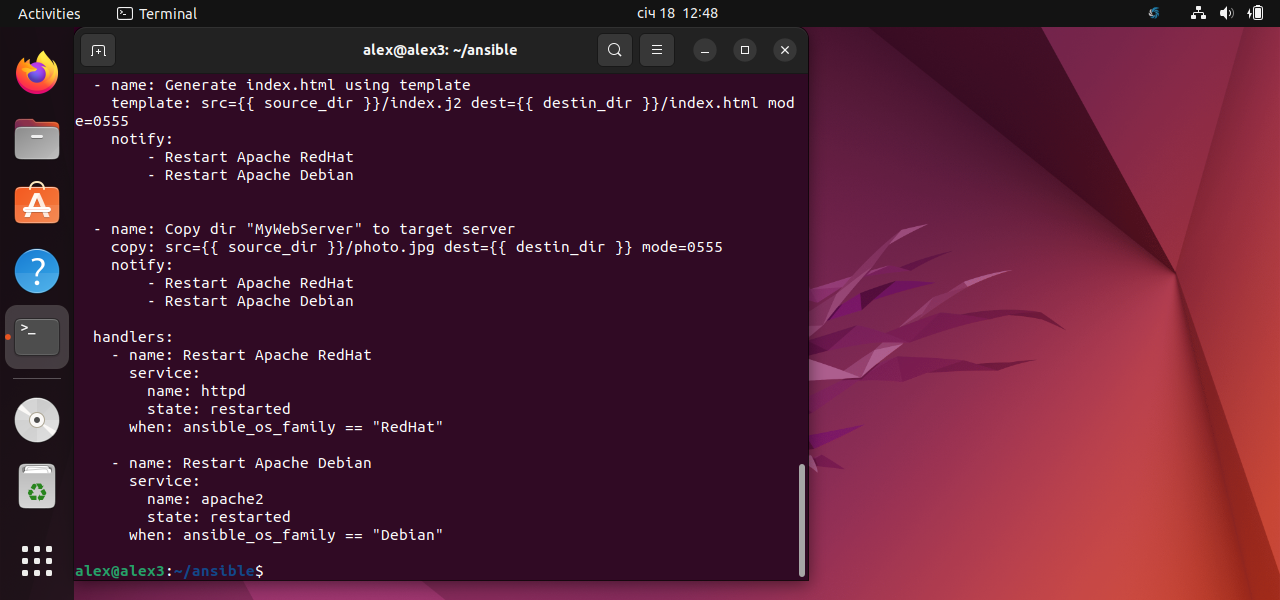 Activities
Terminal
січ 18 12:48
alex@alex3: ~/ansible
- name: Generate index.html using template
template: src={{ source_dir }}/index.j2 dest={{ destin_dir }}/index.html mod
e=0555
notify:
- Restart Apache RedHat
- Restart Apache Debian
- name: Copy dir "MyWebServer" to target server
copy: src={{ source_dir }}/photo.jpg dest={{ destin_dir }} mode=0555
notify:
- Restart Apache RedHat
- Restart Apache Debian
handlers:
- name: Restart Apache RedHat
service:
name: httpd
state: restarted
when: ansible_os_family == "RedHat"
- name: Restart Apache Debian
service:
name: apache2
state: restarted
when: ansible_os_family == "Debian"
alex@alex3:~/ansible$